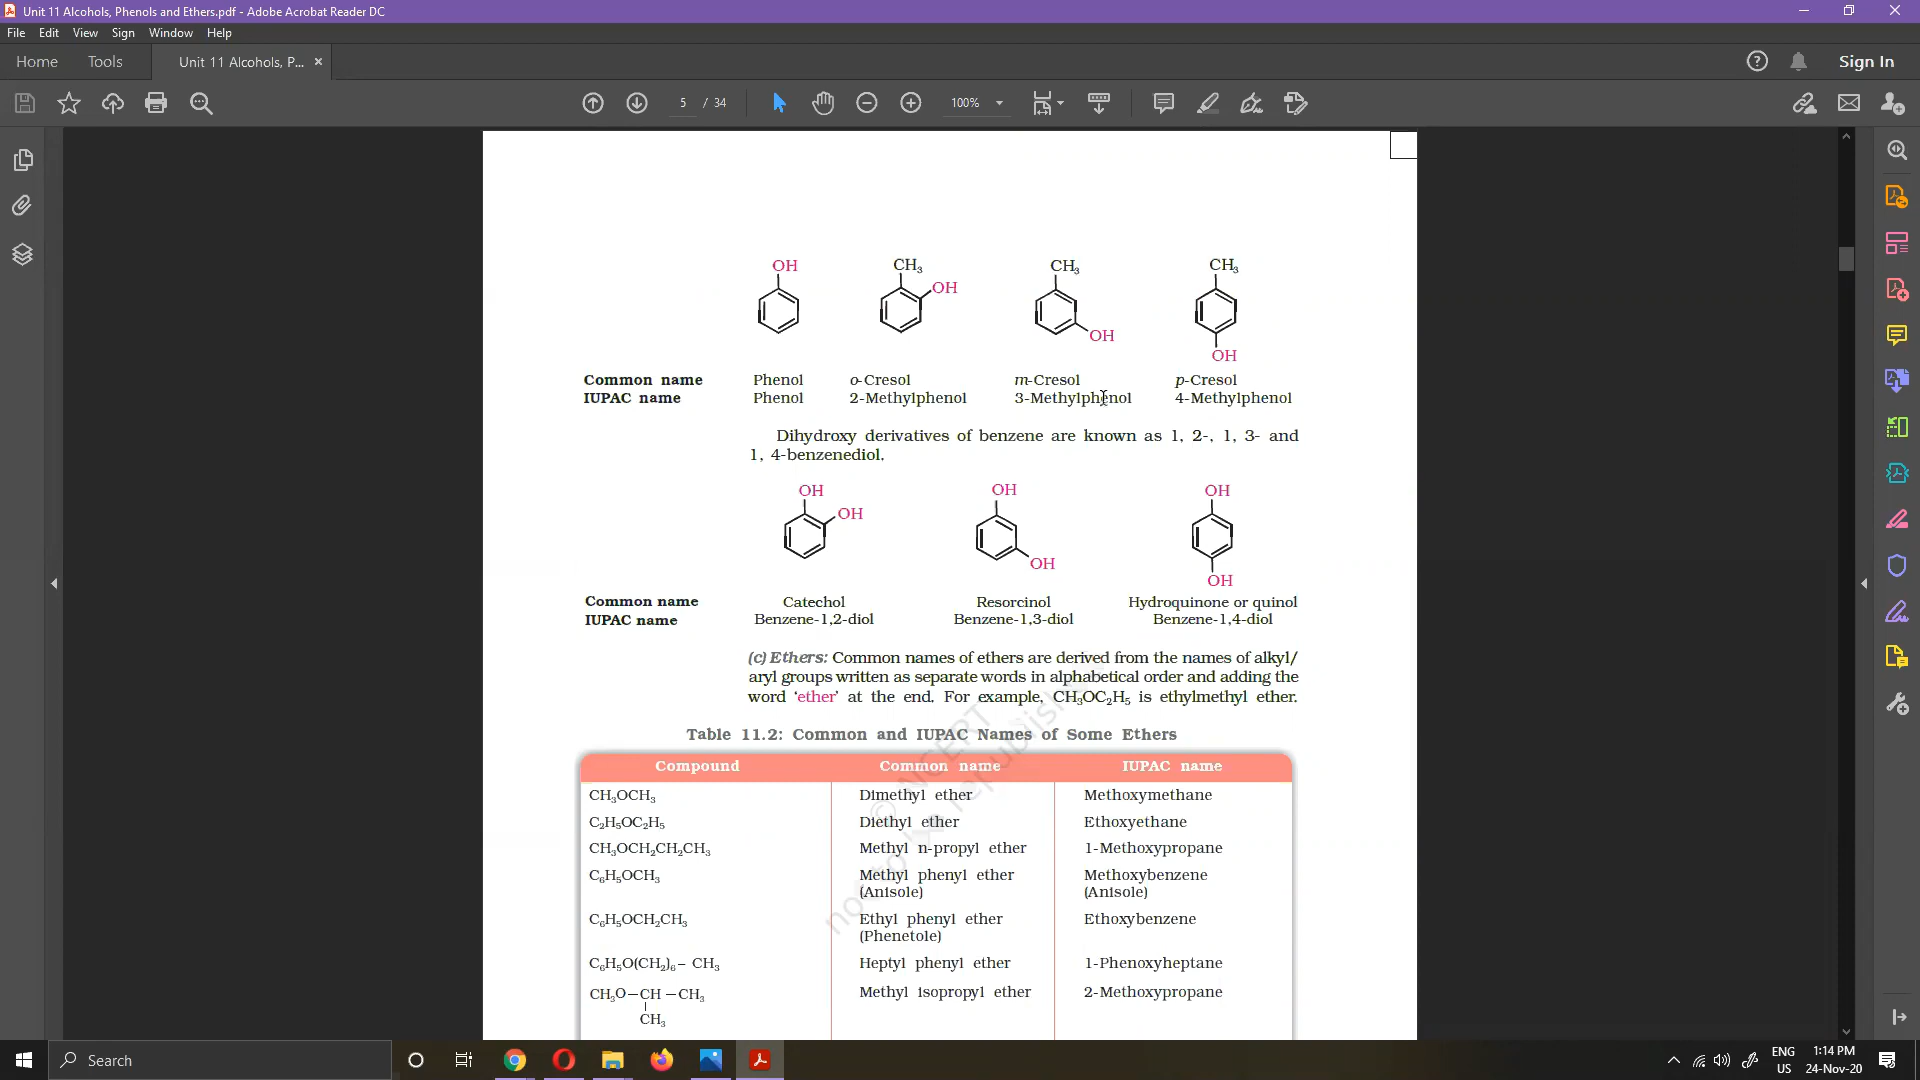 Unit 11 Alcohols, Phenols and Ethers.pdf - Adobe Acrobat Reader DC
File Edit View Sign Window Help
Home Tools Unit 11 Alcohols, P... × Sign In
5 / 34 100%
OH CH₃ CH₃ CH₃
OH
OH
OH
Common name Phenol o-Cresol m-Cresol p-Cresol
IUPAC name Phenol 2-Methylphenol 3-Methylphenol 4-Methylphenol
Dihydroxy derivatives of benzene are known as 1, 2-, 1, 3- and
1, 4-benzenediol.
OH OH OH
OH
OH
OH
Common name Catechol Resorcinol Hydroquinone or quinol
IUPAC name Benzene-1,2-diol Benzene-1,3-diol Benzene-1,4-diol
(c) Ethers: Common names of ethers are derived from the names of alkyl/
aryl groups written as separate words in alphabetical order and adding the
word ‘ether’ at the end. For example, CH₃OC₂H₅ is ethylmethyl ether.
Table 11.2: Common and IUPAC Names of Some Ethers
Compound Common name IUPAC name
CH₃OCH₃ Dimethyl ether Methoxymethane
C₂H₅OC₂H₅ Diethyl ether Ethoxyethane
CH₃OCH₂CH₂CH₃ Methyl n-propyl ether 1-Methoxypropane
C₆H₅OCH₃ Methyl phenyl ether Methoxybenzene
(Anisole) (Anisole)
C₆H₅OCH₂CH₃ Ethyl phenyl ether Ethoxybenzene
(Phenetole)
C₆H₅O(CH₂)₆– CH₃ Heptyl phenyl ether 1-Phenoxyheptane
CH₃O–CH–CH₃ Methyl isopropyl ether 2-Methoxypropane
CH₃
© NCERT
not to be republish
Search
ENG 1:14 PM
US 24-Nov-20